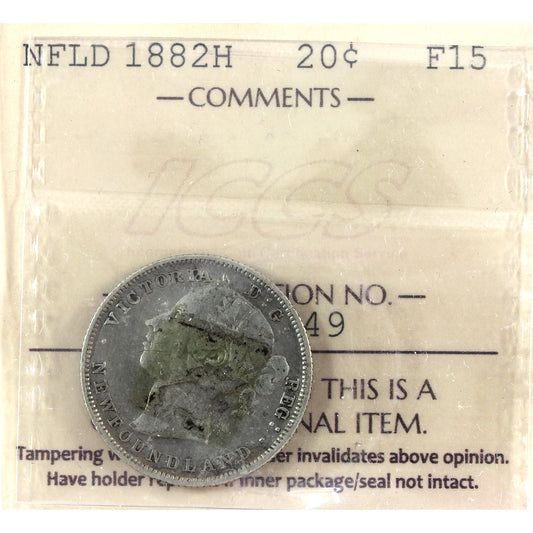 NFLD 1882H 20¢ F15
— COMMENTS —
ICCS
ION NO. —
49
VICTORIA D: G: REG:
NEWFOUNDLAND
THIS IS A
NAL ITEM.
Tampering w er invalidates above opinion.
Have holder rep if inner package/seal not intact.